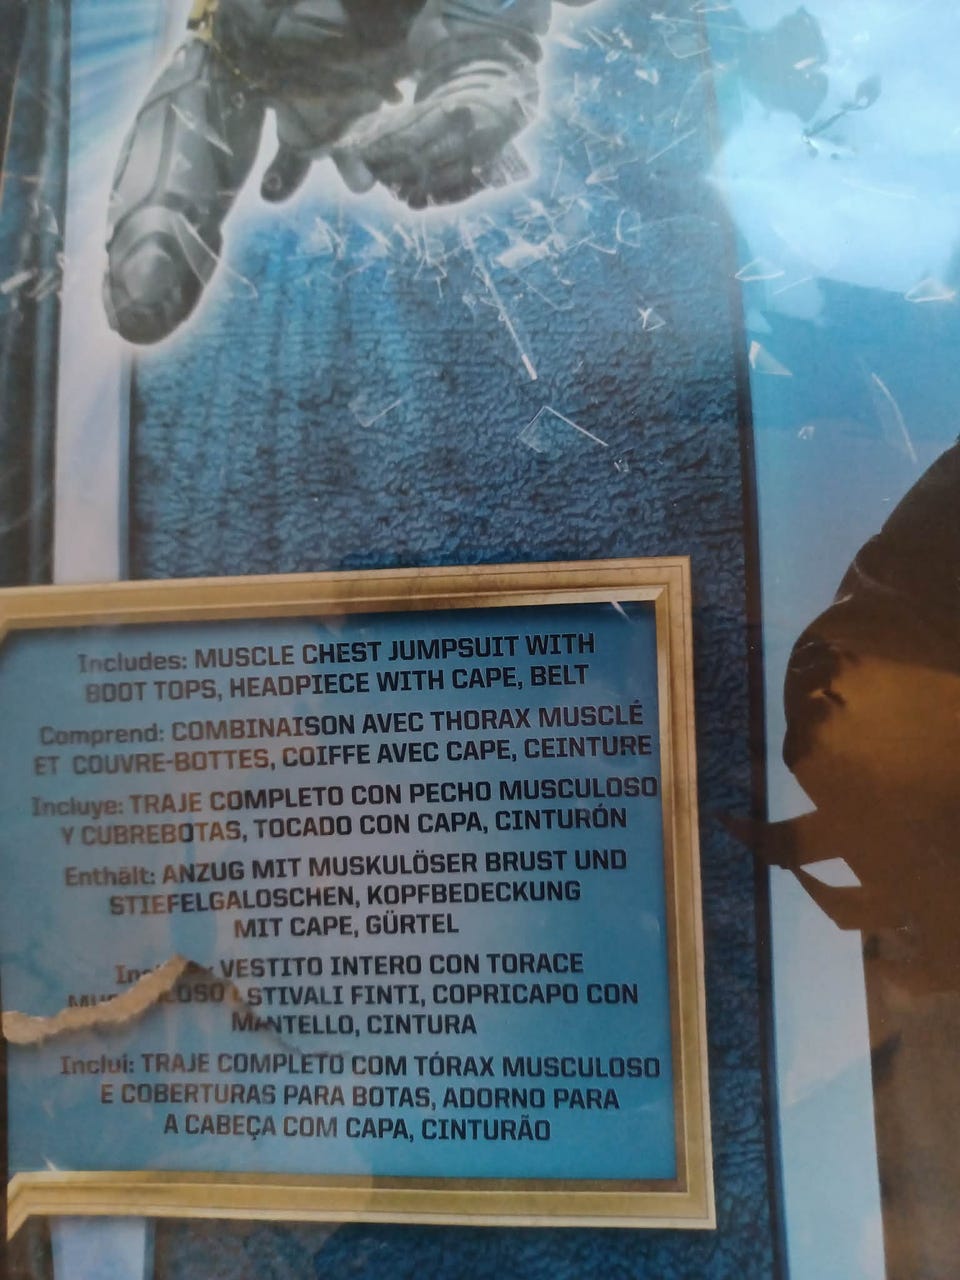 Includes: MUSCLE CHEST JUMPSUIT WITH
BOOT TOPS, HEADPIECE WITH CAPE, BELT
Comprend: COMBINAISON AVEC THORAX MUSCLÉ
ET COUVRE-BOTTES, COIFFE AVEC CAPE, CEINTURE
Incluye: TRAJE COMPLETO CON PECHO MUSCULOSO
Y CUBREBOTAS, TOCADO CON CAPA, CINTURÓN
Enthält: ANZUG MIT MUSKULÖSER BRUST UND
STIEFELGALOSCHEN, KOPFBEDECKUNG
MIT CAPE, GÜRTEL
VESTITO INTERO CON TORACE
STIVALI FINTI, COPRICAPO CON
MANTELLO, CINTURA
Inclui: TRAJE COMPLETO COM TÓRAX MUSCULOSO
E COBERTURAS PARA BOTAS, ADORNO PARA
A CABEÇA COM CAPA, CINTURÃO